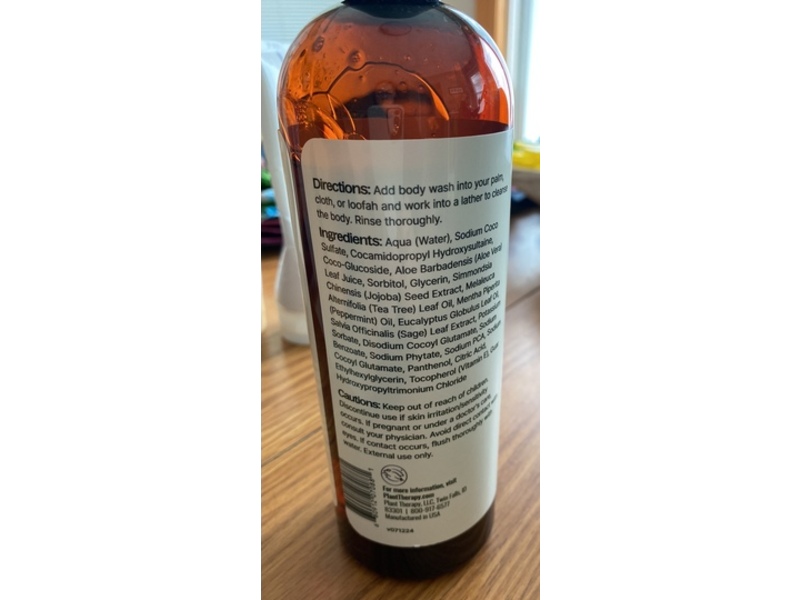 Directions: Add body wash into your palm,
cloth, or loofah and work into a lather to cleanse
the body. Rinse thoroughly.
Ingredients: Aqua (Water), Sodium Coco
Sulfate, Cocamidopropyl Hydroxysultaine,
Coco-Glucoside, Aloe Barbadensis (Aloe Vera)
Leaf Juice, Sorbitol, Glycerin, Simmondsia
Chinensis (Jojoba) Seed Extract, Melaleuca
Alternifolia (Tea Tree) Leaf Oil, Mentha Piperita
(Peppermint) Oil, Eucalyptus Globulus Leaf Oil,
Salvia Officinalis (Sage) Leaf Extract, Potassium
Sorbate, Disodium Cocoyl Glutamate, Sodium
Benzoate, Sodium Phytate, Sodium PCA, Sodium
Cocoyl Glutamate, Panthenol, Citric Acid,
Ethylhexylglycerin, Tocopherol (Vitamin E), Guar
Hydroxypropyltrimonium Chloride
Cautions: Keep out of reach of children.
Discontinue use if skin irritation/sensitivity
occurs. If pregnant or under a doctor's care,
consult your physician. Avoid direct contact with
eyes. If contact occurs, flush thoroughly with
water. External use only.
For more information, visit
PlantTherapy.com
Plant Therapy, LLC, Twin Falls, ID
83301 | 800-917-6577
Manufactured in USA
v071224